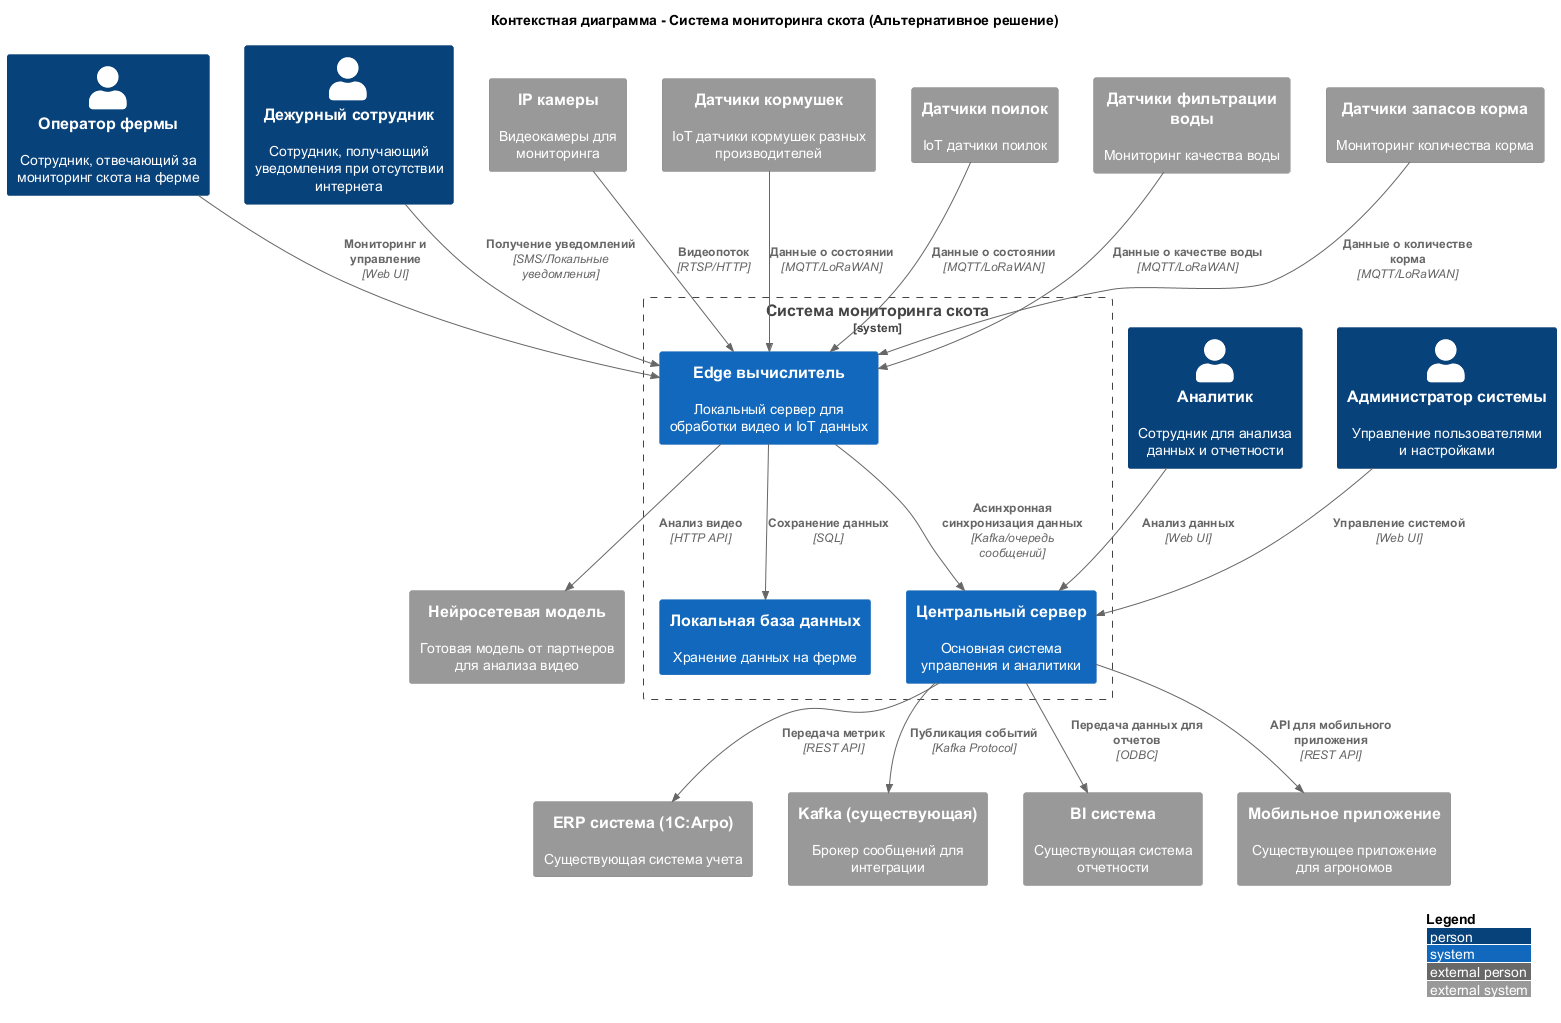 Контекстная диаграмма - Система мониторинга скота (Альтернативное решение)
Оператор фермы
Сотрудник, отвечающий за
мониторинг скота на ферме
Дежурный сотрудник
Сотрудник, получающий
уведомления при отсутствии
интернета
IP камеры
Видеокамеры для
мониторинга
Датчики кормушек
IoT датчики кормушек разных
производителей
Датчики поилок
IoT датчики поилок
Датчики фильтрации
воды
Мониторинг качества воды
Датчики запасов корма
Мониторинг количества корма
Мониторинг и
управление
[Web UI]
Получение уведомлений
[SMS/Локальные
уведомления]
Видеопоток
[RTSP/HTTP]
Данные о состоянии
[MQTT/LoRaWAN]
Данные о состоянии
[MQTT/LoRaWAN]
Данные о качестве воды
[MQTT/LoRaWAN]
Данные о количестве
корма
[MQTT/LoRaWAN]
Система мониторинга скота
[system]
Edge вычислитель
Локальный сервер для
обработки видео и IoT данных
Аналитик
Сотрудник для анализа
данных и отчетности
Администратор системы
Управление пользователями
и настройками
Анализ видео
[HTTP API]
Сохранение данных
[SQL]
Асинхронная
синхронизация данных
[Kafka/очередь
сообщений]
Анализ данных
[Web UI]
Управление системой
[Web UI]
Нейросетевая модель
Готовая модель от партнеров
для анализа видео
Локальная база данных
Хранение данных на ферме
Центральный сервер
Основная система
управления и аналитики
Передача метрик
[REST API]
Публикация событий
[Kafka Protocol]
Передача данных для
отчетов
[ODBC]
API для мобильного
приложения
[REST API]
ERP система (1С:Агро)
Существующая система учета
Kafka (существующая)
Брокер сообщений для
интеграции
BI система
Существующая система
отчетности
Мобильное приложение
Существующее приложение
для агрономов
Legend
person
system
external person
external system